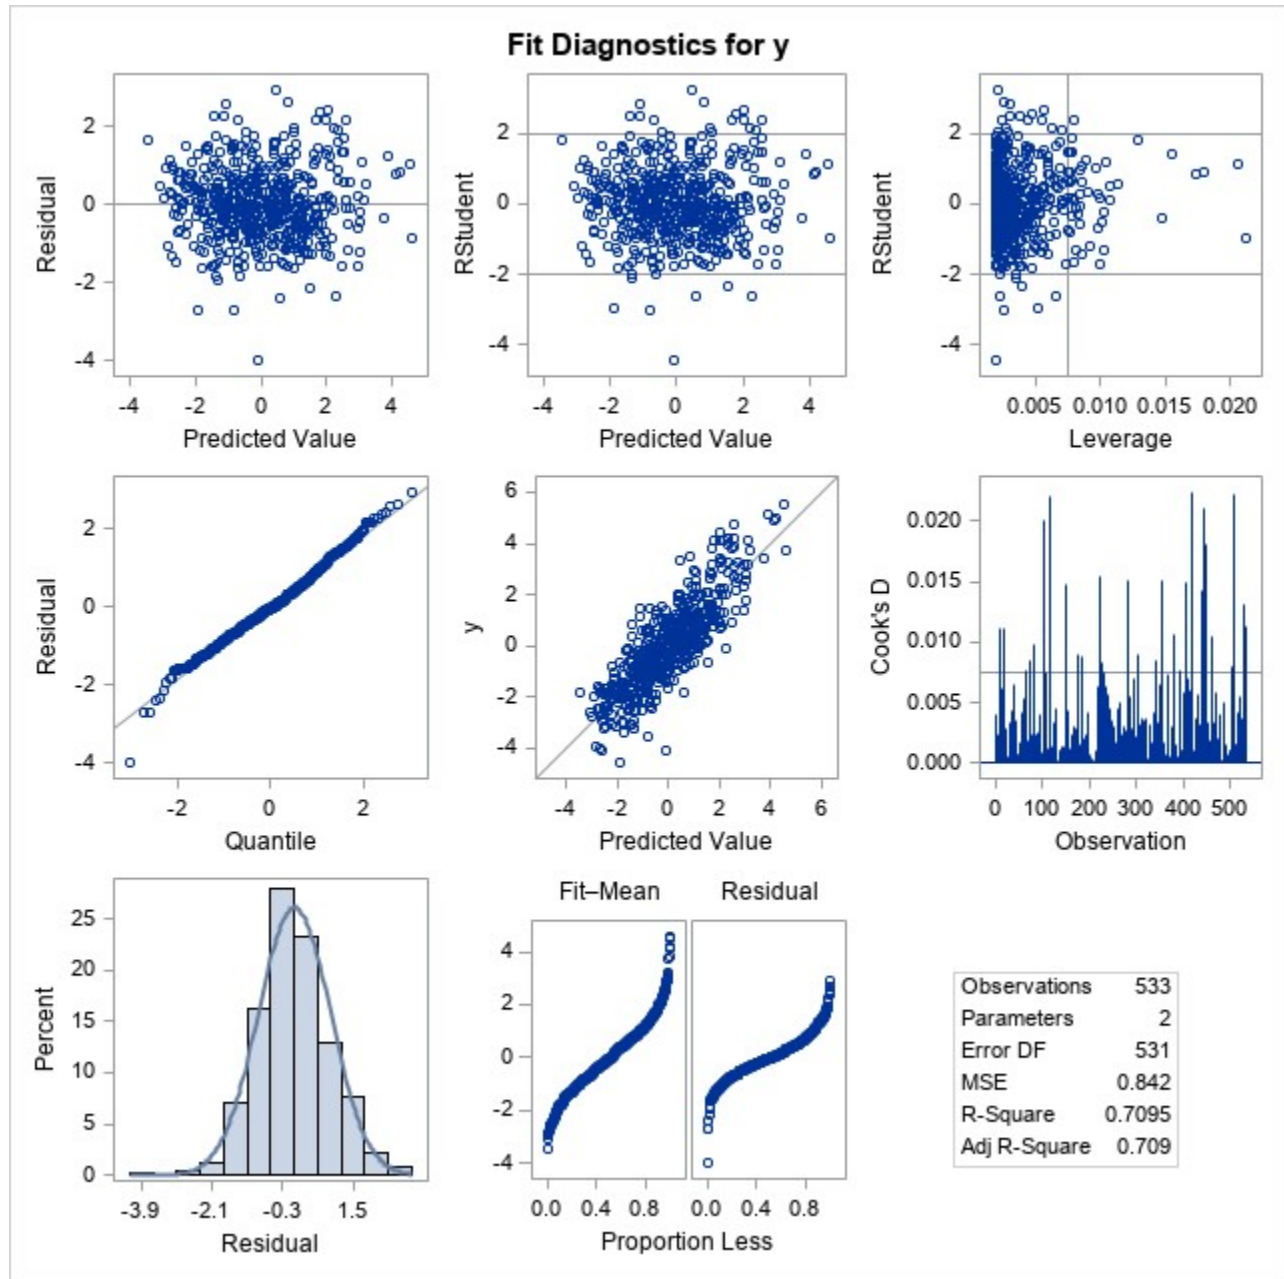 Fit Diagnostics for y
Residual
2
0
-2
-4
-4 -2 0 2 4
Predicted Value
RStudent
2
0
-2
-4
-4 -2 0 2 4
Predicted Value
RStudent
2
0
-2
-4
0.005 0.010 0.015 0.020
Leverage
Residual
2
0
-2
-4
-2 0 2
Quantile
y
6
4
2
0
-2
-4
-4 -2 0 2 4 6
Predicted Value
Cook's D
0.020
0.015
0.010
0.005
0.000
0 100 200 300 400 500
Observation
Percent
25
20
15
10
5
0
-3.9 -2.1 -0.3 1.5
Residual
Fit–Mean Residual
4
2
0
-2
-4
0.0 0.4 0.8 0.0 0.4 0.8
Proportion Less
Observations 533
Parameters 2
Error DF 531
MSE 0.842
R-Square 0.7095
Adj R-Square 0.709